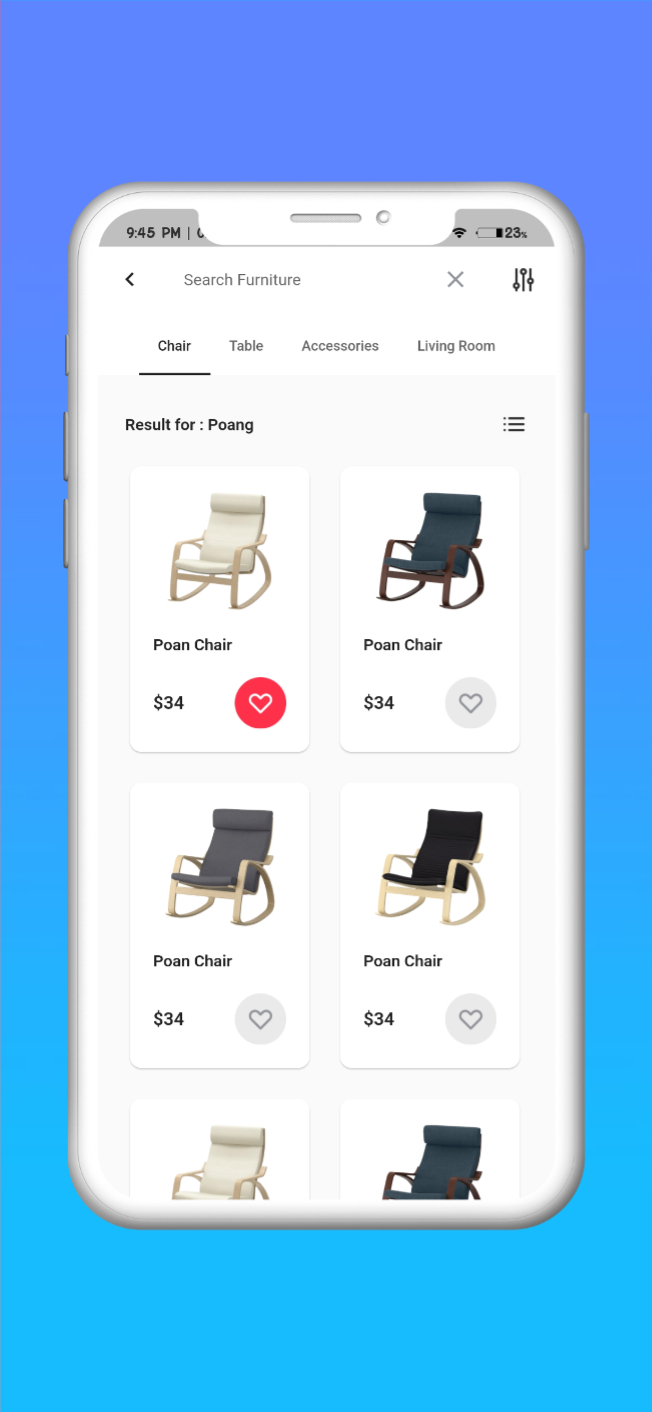 9:45 PM | 23%
Search Furniture
Chair Table Accessories Living Room
Result for : Poang
Poan Chair Poan Chair
$34 $34
Poan Chair Poan Chair
$34 $34